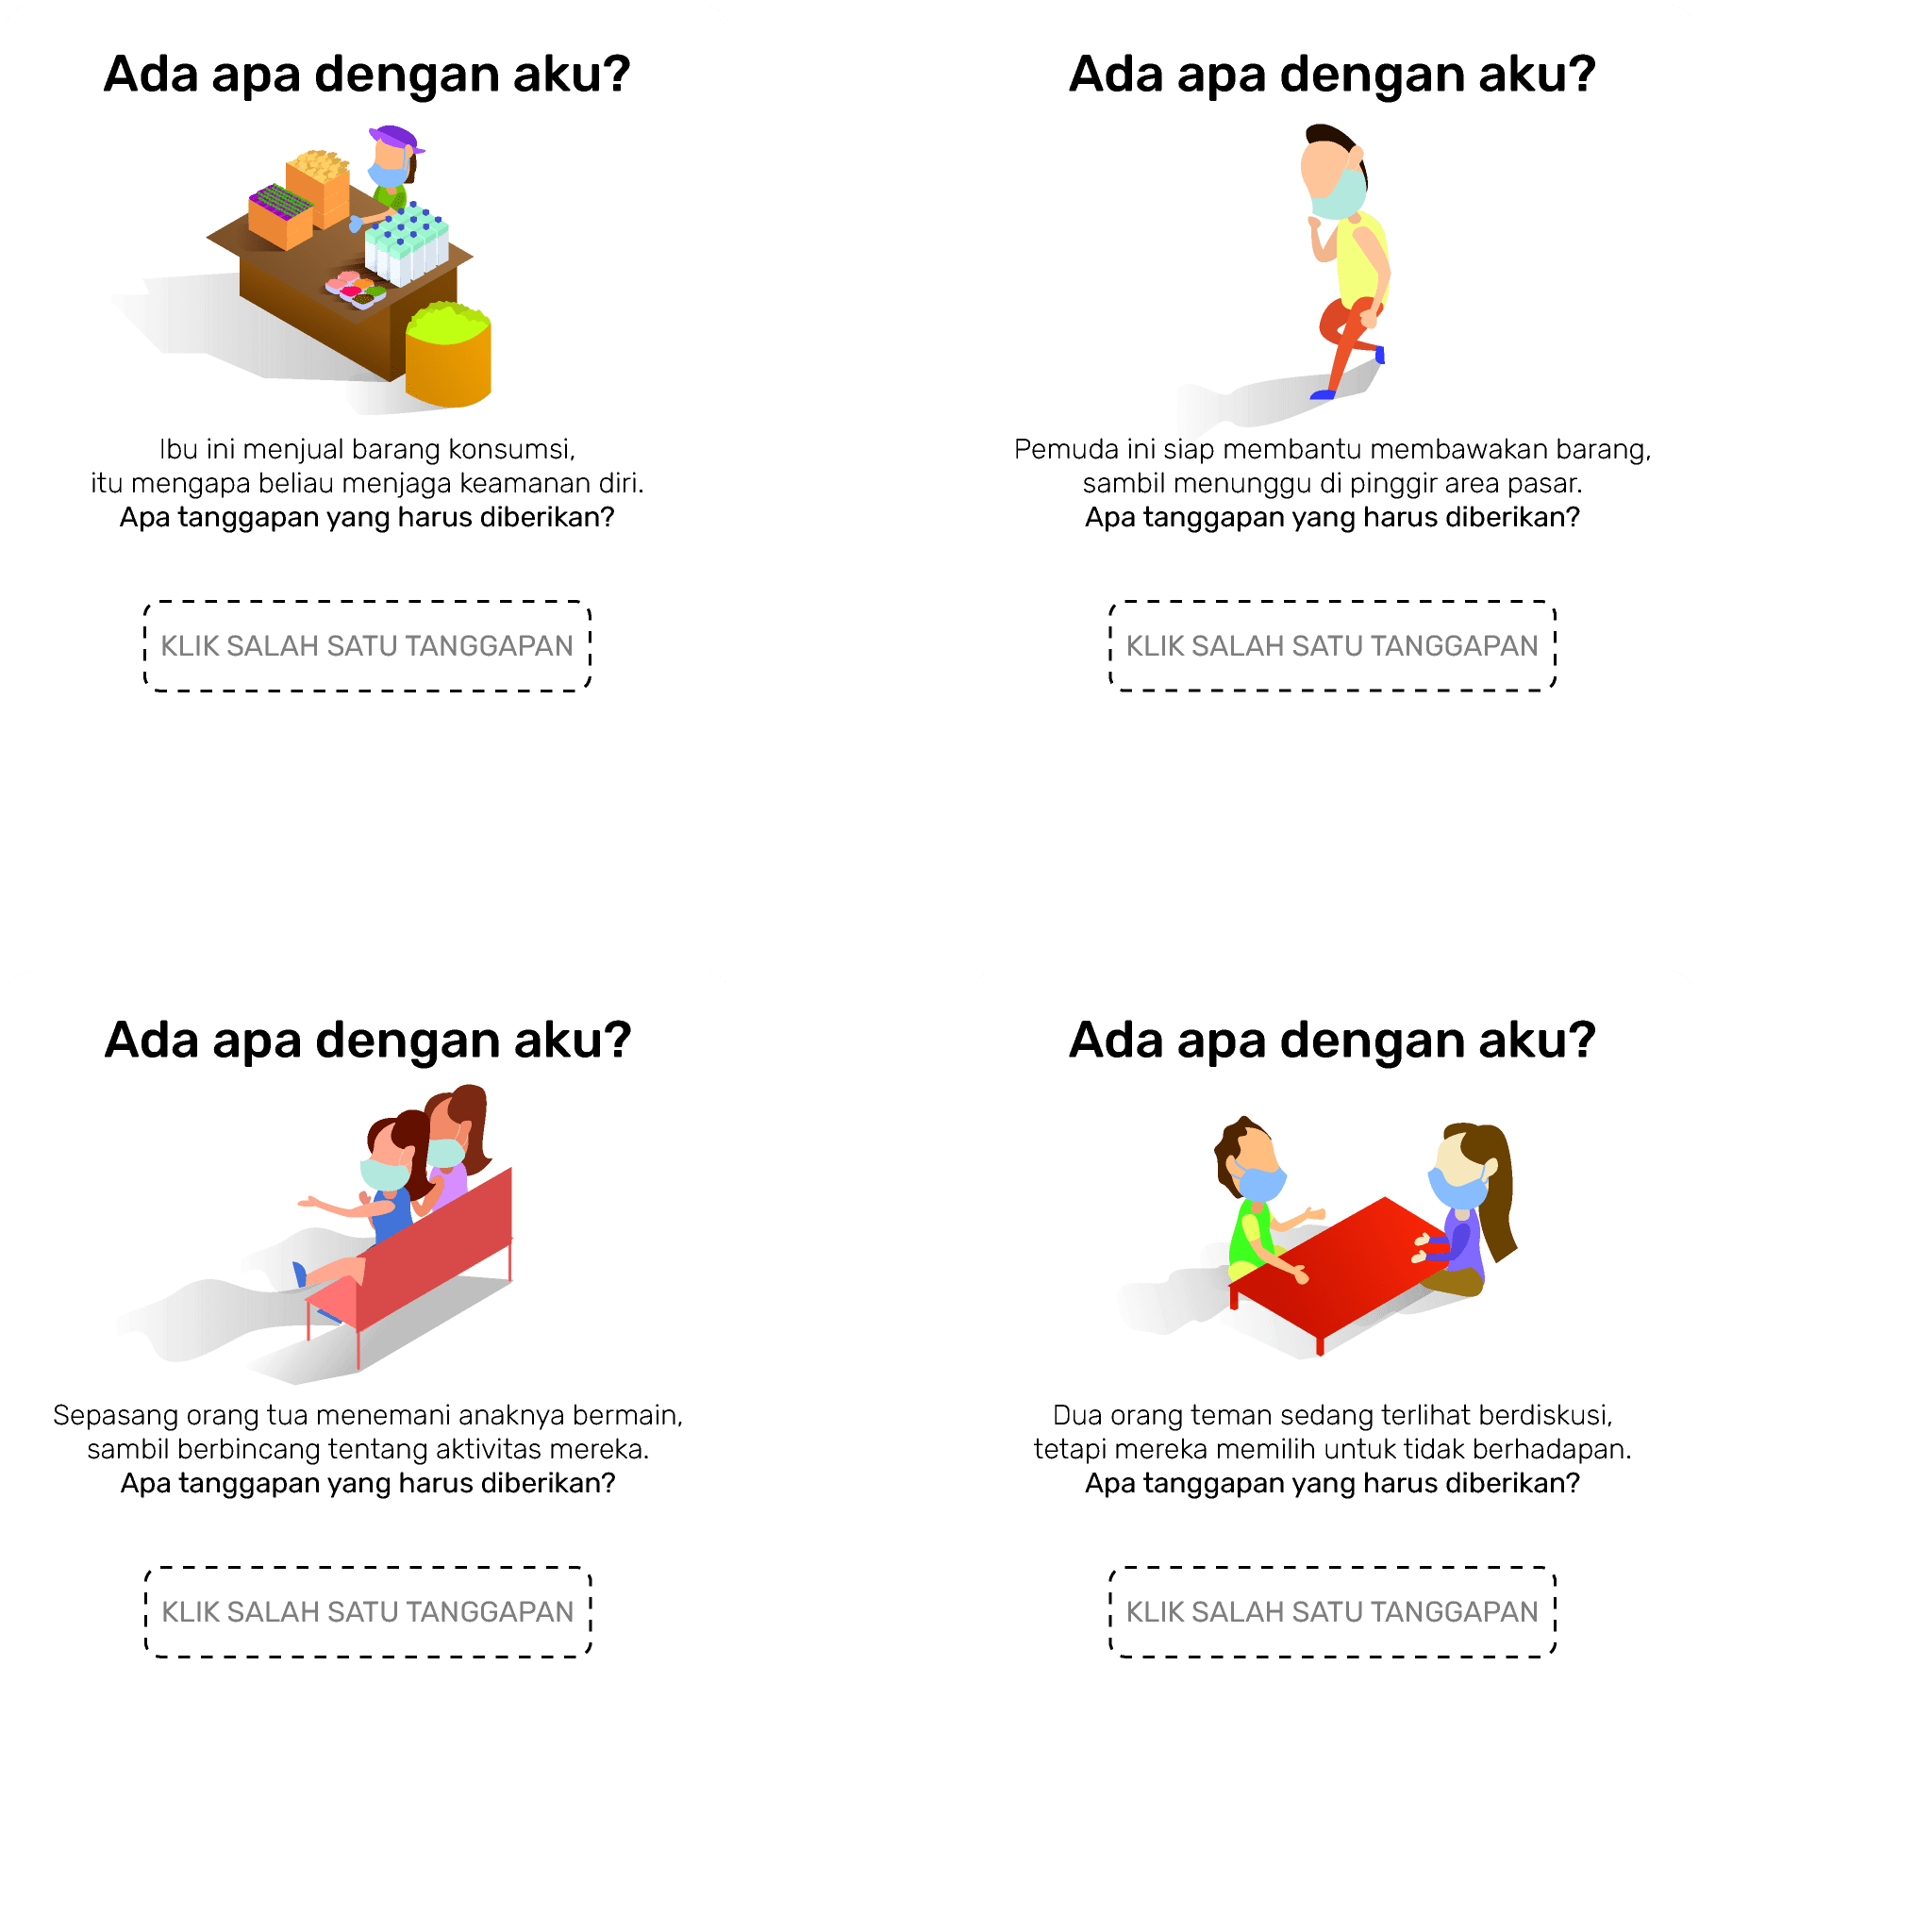 Ada apa dengan aku?
Ibu ini menjual barang konsumsi,
itu mengapa beliau menjaga keamanan diri.
Apa tanggapan yang harus diberikan?
KLIK SALAH SATU TANGGAPAN
Ada apa dengan aku?
Pemuda ini siap membantu membawakan barang,
sambil menunggu di pinggir area pasar.
Apa tanggapan yang harus diberikan?
KLIK SALAH SATU TANGGAPAN
Ada apa dengan aku?
Sepasang orang tua menemani anaknya bermain,
sambil berbincang tentang aktivitas mereka.
Apa tanggapan yang harus diberikan?
KLIK SALAH SATU TANGGAPAN
Ada apa dengan aku?
Dua orang teman sedang terlihat berdiskusi,
tetapi mereka memilih untuk tidak berhadapan.
Apa tanggapan yang harus diberikan?
KLIK SALAH SATU TANGGAPAN